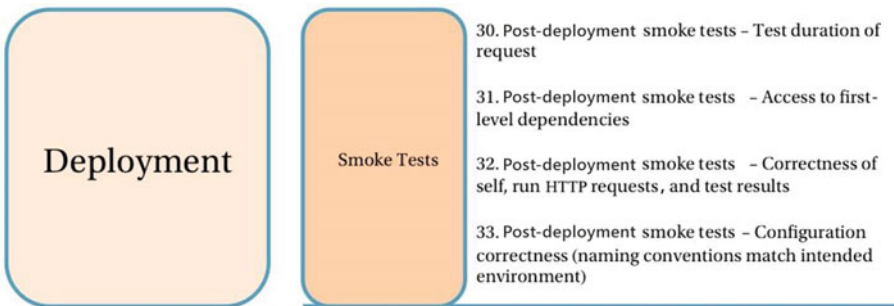 Deployment
Smoke Tests
30. Post-deployment smoke tests – Test duration of
request
31. Post-deployment smoke tests – Access to first-
level dependencies
32. Post-deployment smoke tests – Correctness of
self, run HTTP requests, and test results
33. Post-deployment smoke tests – Configuration
correctness (naming conventions match intended
environment)